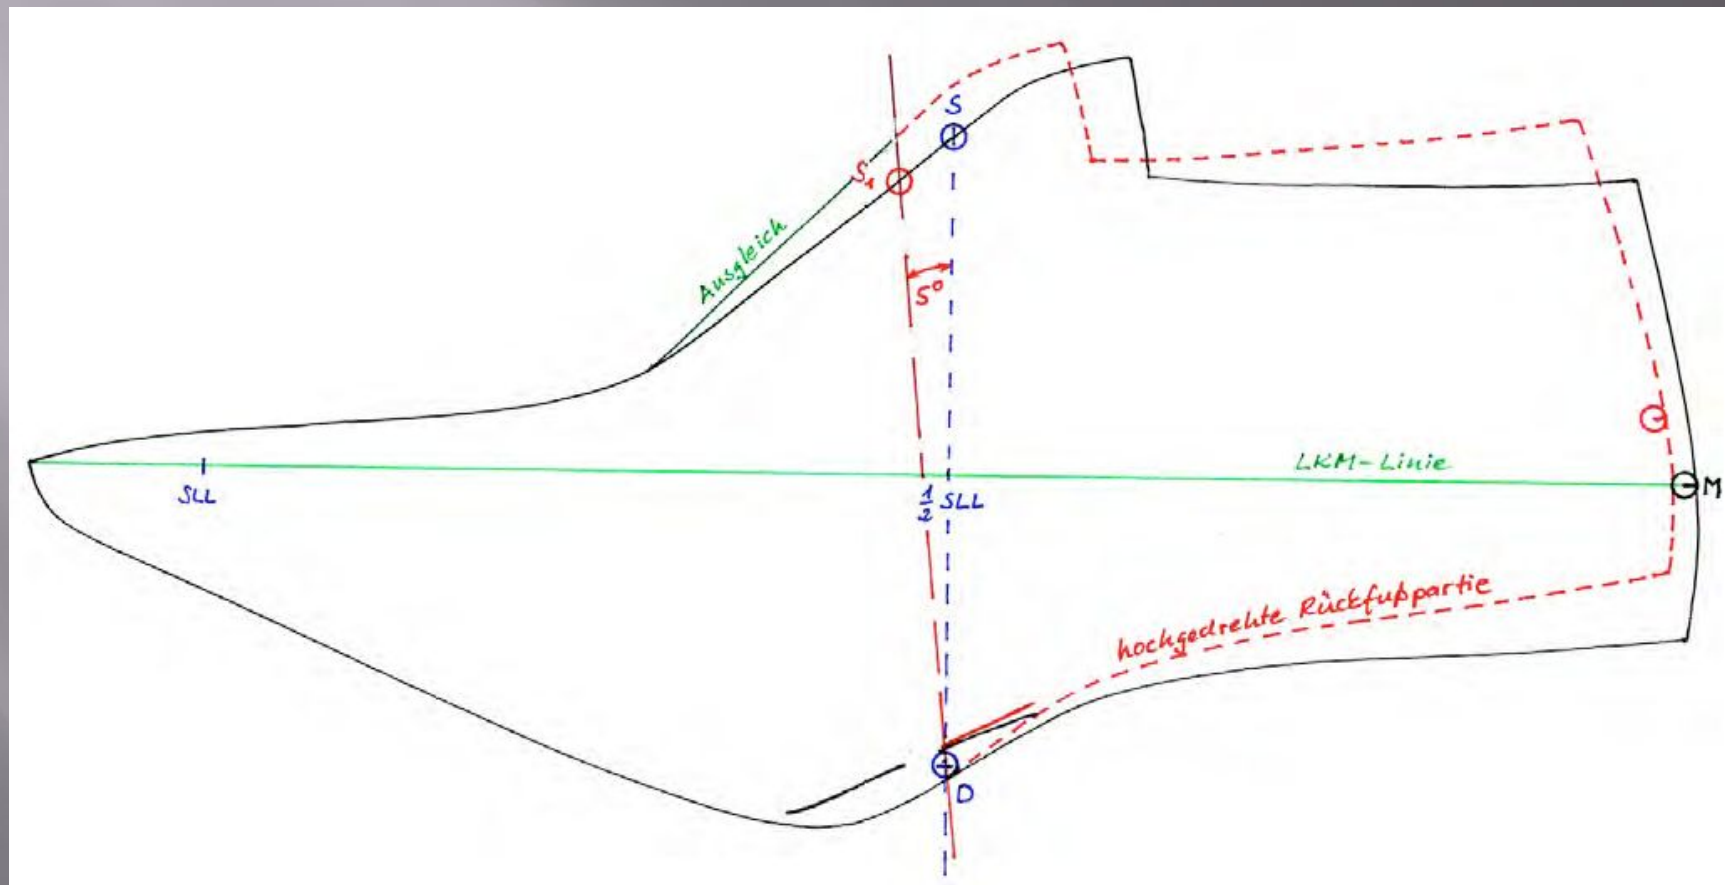 S
S₁
Ausgleich
5°
LKM-Linie
SLL
½ SLL
M
hochgedrehte Rückfußpartie
D